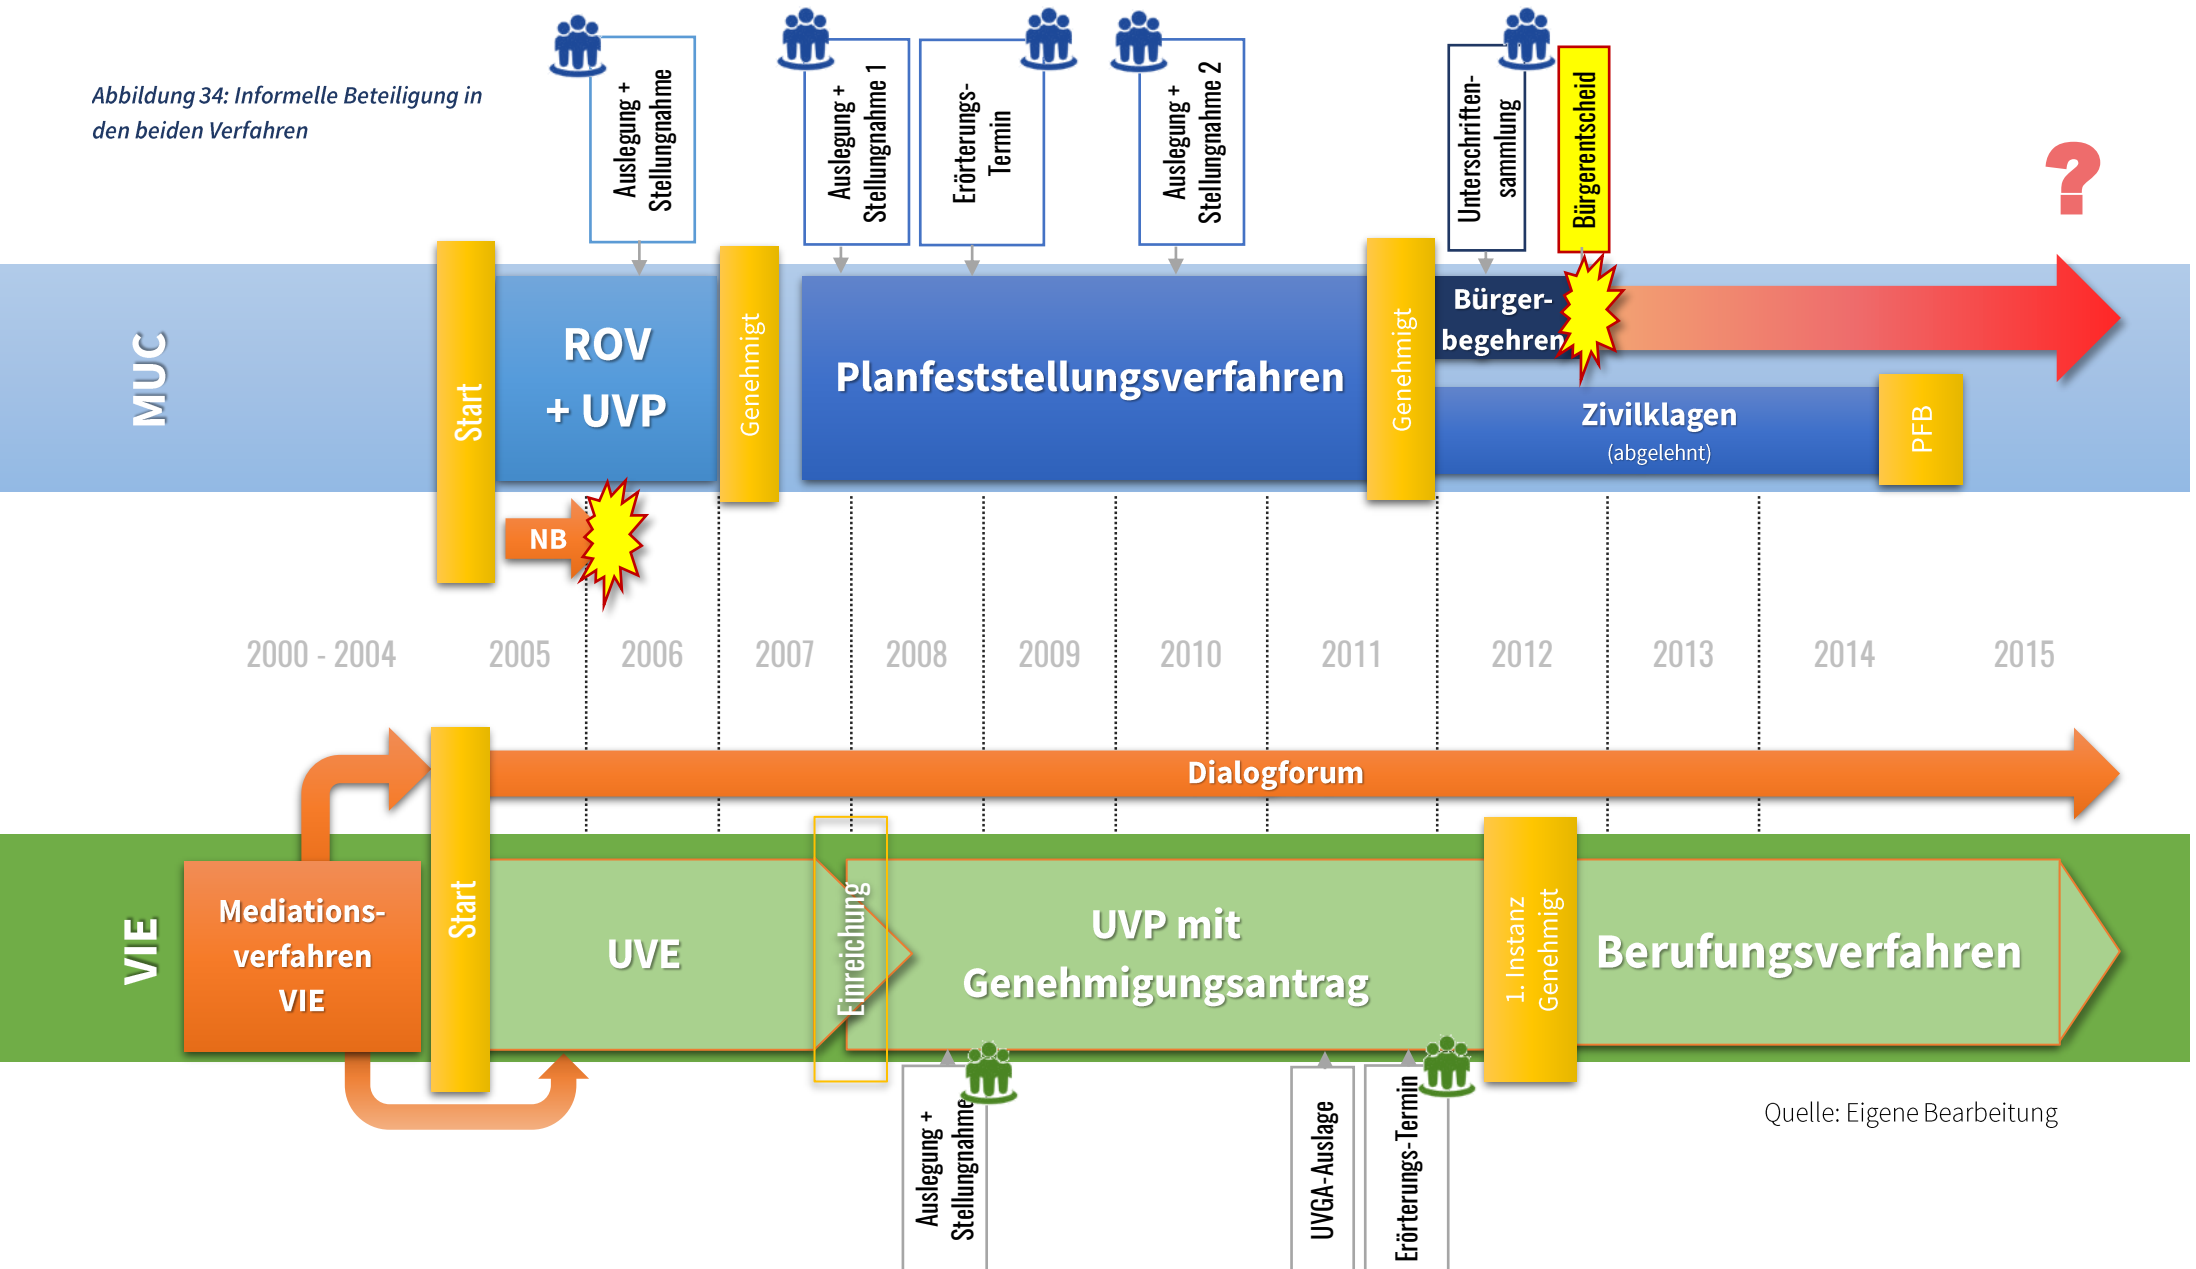 Abbildung 34: Informelle Beteiligung in
den beiden Verfahren
Auslegung +
Stellungnahme
Auslegung +
Stellungnahme 1
Erörterungs-
Termin
Auslegung +
Stellungnahme 2
Unterschriften-
sammlung
Bürgerentscheid
?
MUC
Start
ROV
+ UVP
Genehmigt
Planfeststellungsverfahren
Genehmigt
Bürger-
begehren
Zivilklagen
(abgelehnt)
PFB
NB
2000 - 2004
2005
2006
2007
2008
2009
2010
2011
2012
2013
2014
2015
Dialogforum
VIE
Mediations-
verfahren
VIE
Start
UVE
Einreichung
UVP mit
Genehmigungsantrag
1. Instanz
Genehmigt
Berufungsverfahren
Auslegung +
Stellungnahme
UVGA-Auslage
Erörterungs-Termin
Quelle: Eigene Bearbeitung